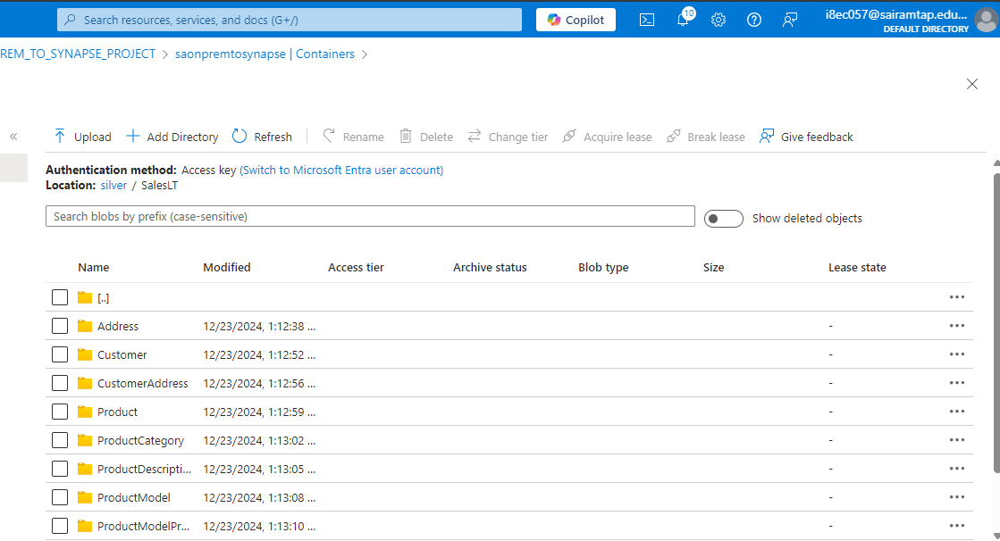 Search resources, services, and docs (G+/)
Copilot
10
i8ec057@sairamtap.edu...
DEFAULT DIRECTORY
REM_TO_SYNAPSE_PROJECT > saonpremtosynapse | Containers >
Upload Add Directory Refresh Rename Delete Change tier Acquire lease Break lease Give feedback
Authentication method: Access key (Switch to Microsoft Entra user account)
Location: silver / SalesLT
Search blobs by prefix (case-sensitive)
Show deleted objects
Name Modified Access tier Archive status Blob type Size Lease state
[..]
Address 12/23/2024, 1:12:38 ... -
Customer 12/23/2024, 1:12:52 ... -
CustomerAddress 12/23/2024, 1:12:56 ... -
Product 12/23/2024, 1:12:59 ... -
ProductCategory 12/23/2024, 1:13:02 ... -
ProductDescripti... 12/23/2024, 1:13:05 ... -
ProductModel 12/23/2024, 1:13:08 ... -
ProductModelPr... 12/23/2024, 1:13:10 ... -